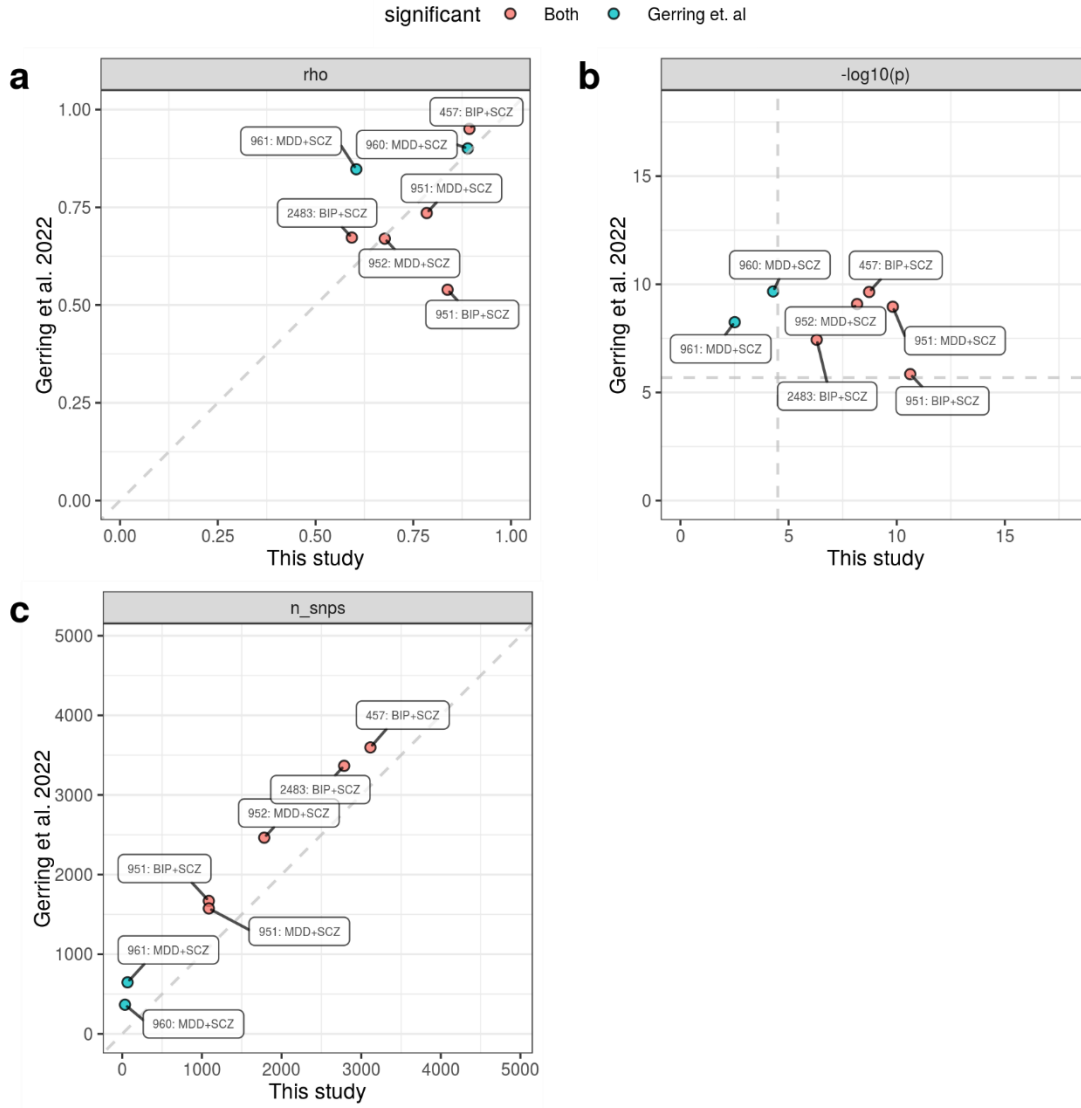 significant Both Gerring et. al
a
rho
Gerring et al. 2022
1.00
0.75
0.50
0.25
0.00
457: BIP+SCZ
961: MDD+SCZ
960: MDD+SCZ
951: MDD+SCZ
2483: BIP+SCZ
952: MDD+SCZ
951: BIP+SCZ
0.00 0.25 0.50 0.75 1.00
This study
b
-log10(p)
Gerring et al. 2022
15
10
5
0
960: MDD+SCZ
457: BIP+SCZ
952: MDD+SCZ
951: MDD+SCZ
961: MDD+SCZ
2483: BIP+SCZ
951: BIP+SCZ
0 5 10 15
This study
c
n_snps
Gerring et al. 2022
5000
4000
3000
2000
1000
0
457: BIP+SCZ
2483: BIP+SCZ
952: MDD+SCZ
951: BIP+SCZ
951: MDD+SCZ
961: MDD+SCZ
960: MDD+SCZ
0 1000 2000 3000 4000 5000
This study